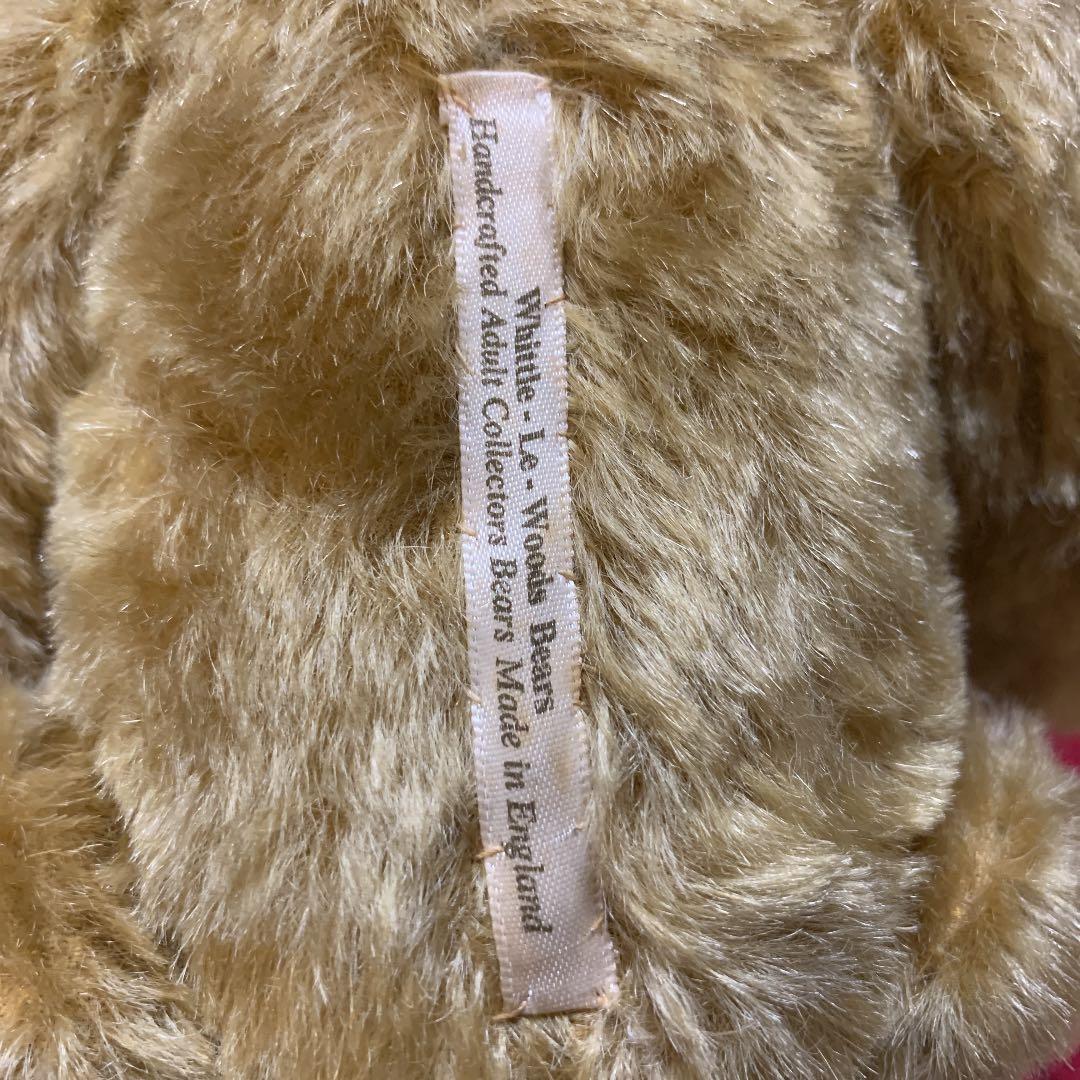 Whittle - Le - Woods Bears
Handcrafted Adult Collectors Bears Made in England